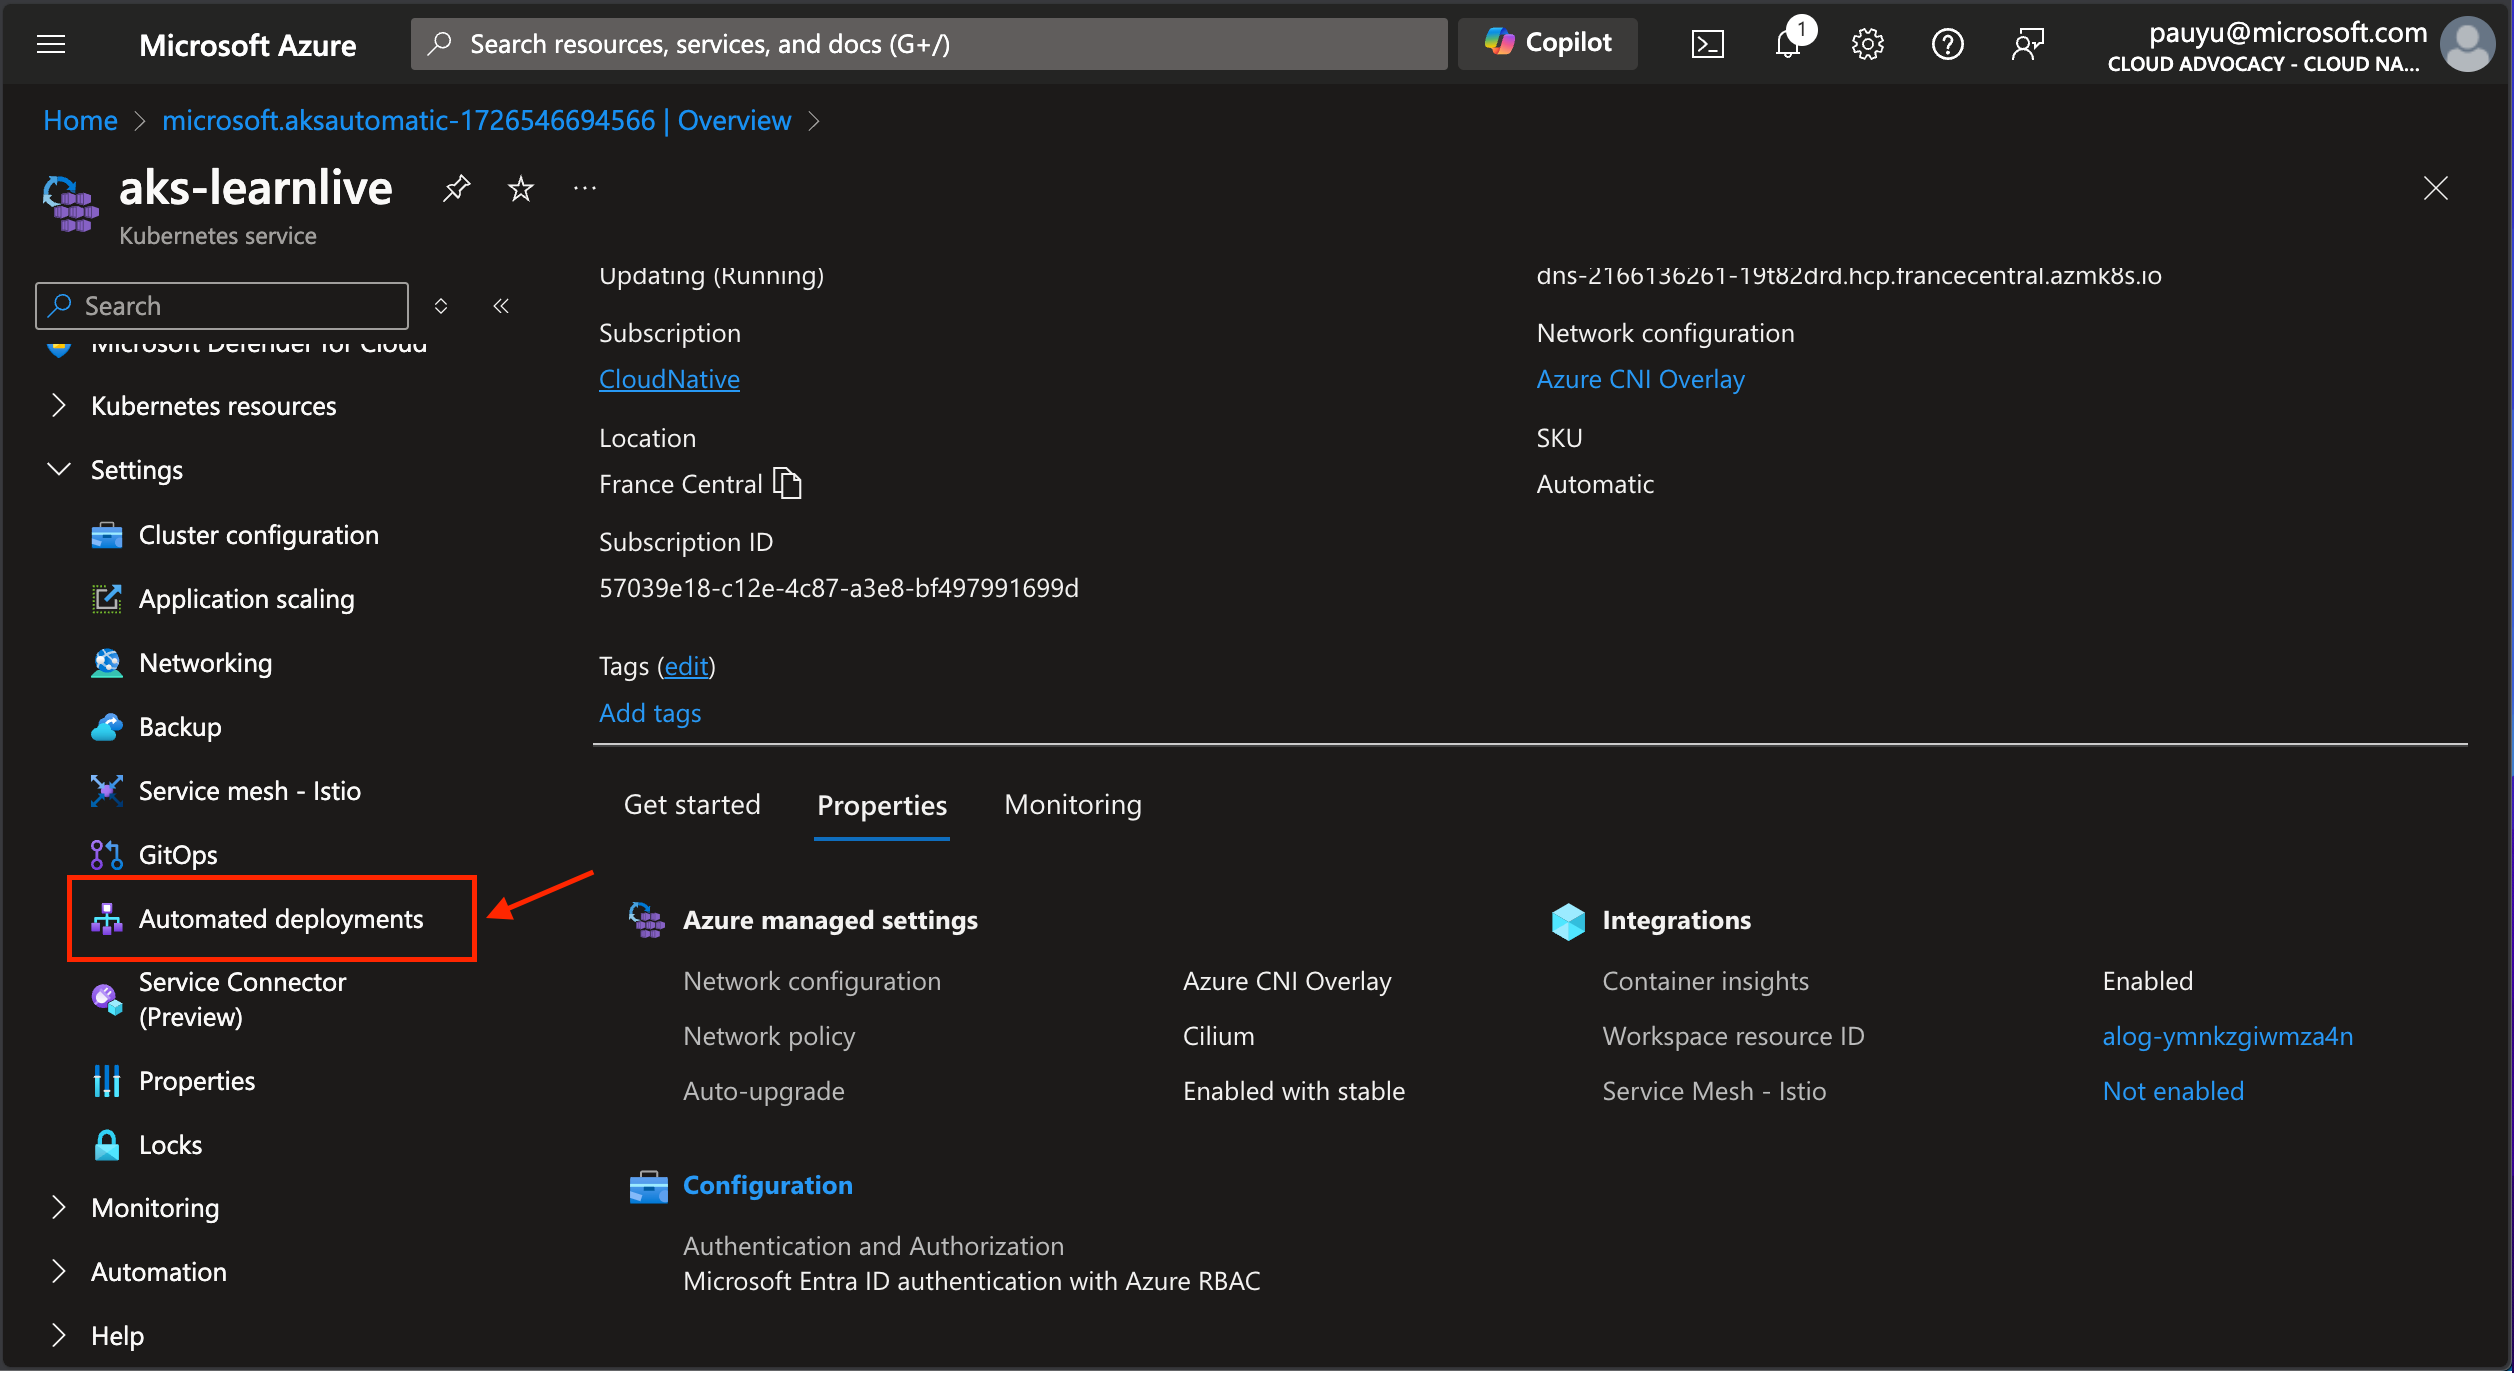 Microsoft Azure
Search resources, services, and docs (G+/)
Copilot
1
pauyu@microsoft.com
CLOUD ADVOCACY - CLOUD NA...
Home
microsoft.aksautomatic-1726546694566 | Overview
aks-learnlive
...
Kubernetes service
Search
Microsoft Defender for Cloud
Kubernetes resources
Settings
Cluster configuration
Application scaling
Networking
Backup
Service mesh - Istio
GitOps
Automated deployments
Service Connector
(Preview)
Properties
Locks
Monitoring
Automation
Help
Updating (Running)
Subscription
CloudNative
Location
France Central
Subscription ID
57039e18-c12e-4c87-a3e8-bf497991699d
Tags (edit)
Add tags
dns-2166136261-19t82drd.hcp.francecentral.azmk8s.io
Network configuration
Azure CNI Overlay
SKU
Automatic
Get started
Properties
Monitoring
Azure managed settings
Network configuration
Azure CNI Overlay
Network policy
Cilium
Auto-upgrade
Enabled with stable
Configuration
Authentication and Authorization
Microsoft Entra ID authentication with Azure RBAC
Integrations
Container insights
Enabled
Workspace resource ID
alog-ymnkzgiwmza4n
Service Mesh - Istio
Not enabled